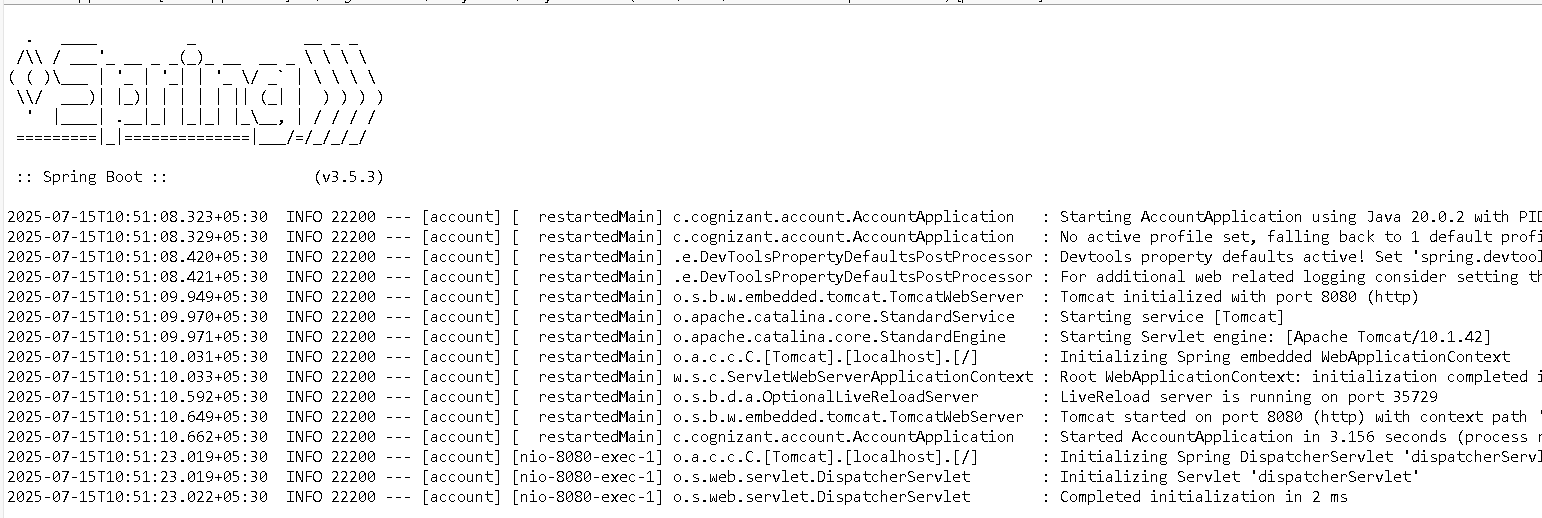 .   ____          _            __ _ _
 /\\ / ___'_ __ _ _(_)_ __  __ _ \ \ \ \
( ( )\___ | '_ | '_| | '_ \/ _` | \ \ \ \
 \\/  ___)| |_)| | | | | || (_| |  ) ) ) )
  '  |____| .__|_| |_|_| |_\__, | / / / /
 =========|_|==============|___/=/_/_/_/
 :: Spring Boot ::                (v3.5.3)
2025-07-15T10:51:08.323+05:30  INFO 22200 --- [account] [  restartedMain] c.cognizant.account.AccountApplication   : Starting AccountApplication using Java 20.0.2 with PID
2025-07-15T10:51:08.329+05:30  INFO 22200 --- [account] [  restartedMain] c.cognizant.account.AccountApplication   : No active profile set, falling back to 1 default profi
2025-07-15T10:51:08.420+05:30  INFO 22200 --- [account] [  restartedMain] .e.DevToolsPropertyDefaultsPostProcessor : Devtools property defaults active! Set 'spring.devtool
2025-07-15T10:51:08.421+05:30  INFO 22200 --- [account] [  restartedMain] .e.DevToolsPropertyDefaultsPostProcessor : For additional web related logging consider setting th
2025-07-15T10:51:09.949+05:30  INFO 22200 --- [account] [  restartedMain] o.s.b.w.embedded.tomcat.TomcatWebServer  : Tomcat initialized with port 8080 (http)
2025-07-15T10:51:09.970+05:30  INFO 22200 --- [account] [  restartedMain] o.apache.catalina.core.StandardService   : Starting service [Tomcat]
2025-07-15T10:51:09.971+05:30  INFO 22200 --- [account] [  restartedMain] o.apache.catalina.core.StandardEngine    : Starting Servlet engine: [Apache Tomcat/10.1.42]
2025-07-15T10:51:10.031+05:30  INFO 22200 --- [account] [  restartedMain] o.a.c.c.C.[Tomcat].[localhost].[/]       : Initializing Spring embedded WebApplicationContext
2025-07-15T10:51:10.033+05:30  INFO 22200 --- [account] [  restartedMain] w.s.c.ServletWebServerApplicationContext : Root WebApplicationContext: initialization completed i
2025-07-15T10:51:10.592+05:30  INFO 22200 --- [account] [  restartedMain] o.s.b.d.a.OptionalLiveReloadServer       : LiveReload server is running on port 35729
2025-07-15T10:51:10.649+05:30  INFO 22200 --- [account] [  restartedMain] o.s.b.w.embedded.tomcat.TomcatWebServer  : Tomcat started on port 8080 (http) with context path '
2025-07-15T10:51:10.662+05:30  INFO 22200 --- [account] [  restartedMain] c.cognizant.account.AccountApplication   : Started AccountApplication in 3.156 seconds (process r
2025-07-15T10:51:23.019+05:30  INFO 22200 --- [account] [nio-8080-exec-1] o.a.c.c.C.[Tomcat].[localhost].[/]       : Initializing Spring DispatcherServlet 'dispatcherServl
2025-07-15T10:51:23.019+05:30  INFO 22200 --- [account] [nio-8080-exec-1] o.s.web.servlet.DispatcherServlet        : Initializing Servlet 'dispatcherServlet'
2025-07-15T10:51:23.022+05:30  INFO 22200 --- [account] [nio-8080-exec-1] o.s.web.servlet.DispatcherServlet        : Completed initialization in 2 ms